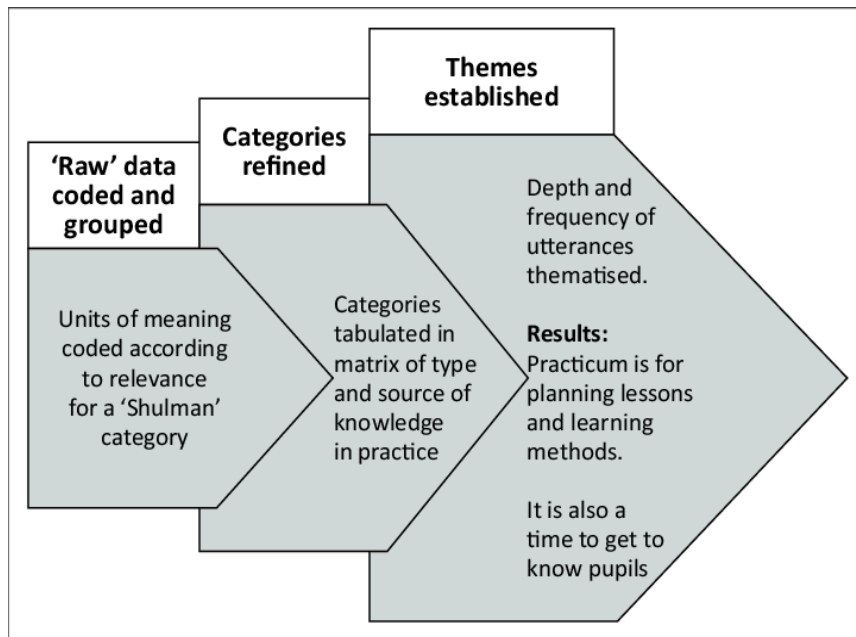 ‘Raw’ data
coded and
grouped
Units of meaning
coded according
to relevance
for a ‘Shulman’
category
Categories
refined
Categories
tabulated in
matrix of type
and source of
knowledge
in practice
Themes
established
Depth and
frequency of
utterances
thematised.
Results:
Practicum is for
planning lessons
and learning
methods.
It is also a
time to get to
know pupils